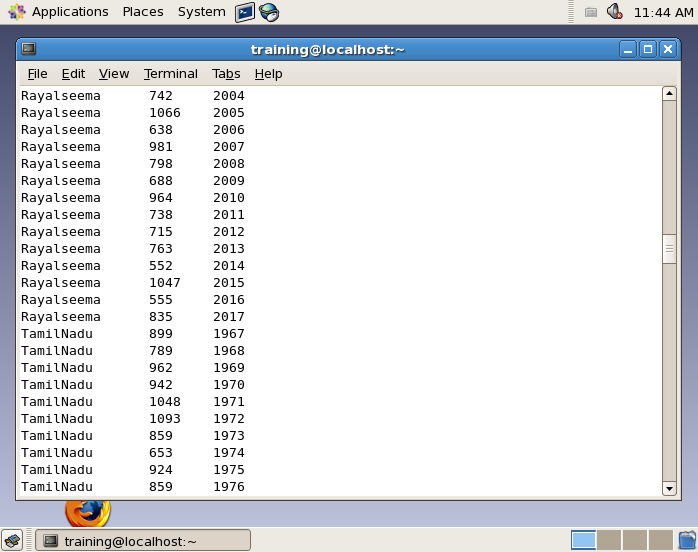 Applications Places System 11:44 AM
training@localhost:~
File Edit View Terminal Tabs Help
Rayalseema 742 2004
Rayalseema 1066 2005
Rayalseema 638 2006
Rayalseema 981 2007
Rayalseema 798 2008
Rayalseema 688 2009
Rayalseema 964 2010
Rayalseema 738 2011
Rayalseema 715 2012
Rayalseema 763 2013
Rayalseema 552 2014
Rayalseema 1047 2015
Rayalseema 555 2016
Rayalseema 835 2017
TamilNadu 899 1967
TamilNadu 789 1968
TamilNadu 962 1969
TamilNadu 942 1970
TamilNadu 1048 1971
TamilNadu 1093 1972
TamilNadu 859 1973
TamilNadu 653 1974
TamilNadu 924 1975
TamilNadu 859 1976
training@localhost:~